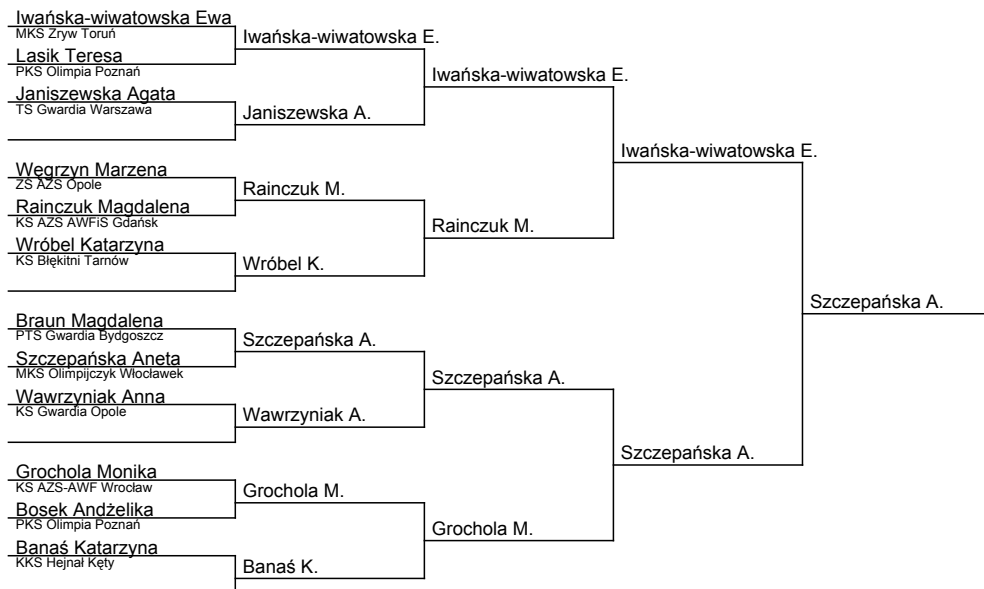 Iwańska-wiwatowska Ewa
MKS Zryw Toruń
Iwańska-wiwatowska E.
Lasik Teresa
PKS Olimpia Poznań
Iwańska-wiwatowska E.
Janiszewska Agata
TS Gwardia Warszawa
Janiszewska A.
Iwańska-wiwatowska E.
Węgrzyn Marzena
ZS AZS Opole
Rainczuk M.
Rainczuk Magdalena
KS AZS AWFiS Gdańsk
Rainczuk M.
Wróbel Katarzyna
KS Błękitni Tarnów
Wróbel K.
Szczepańska A.
Braun Magdalena
PTS Gwardia Bydgoszcz
Szczepańska A.
Szczepańska Aneta
MKS Olimpijczyk Włocławek
Szczepańska A.
Wawrzyniak Anna
KS Gwardia Opole
Wawrzyniak A.
Szczepańska A.
Grochola Monika
KS AZS-AWF Wrocław
Grochola M.
Bosek Andżelika
PKS Olimpia Poznań
Grochola M.
Banaś Katarzyna
KKS Hejnał Kęty
Banaś K.